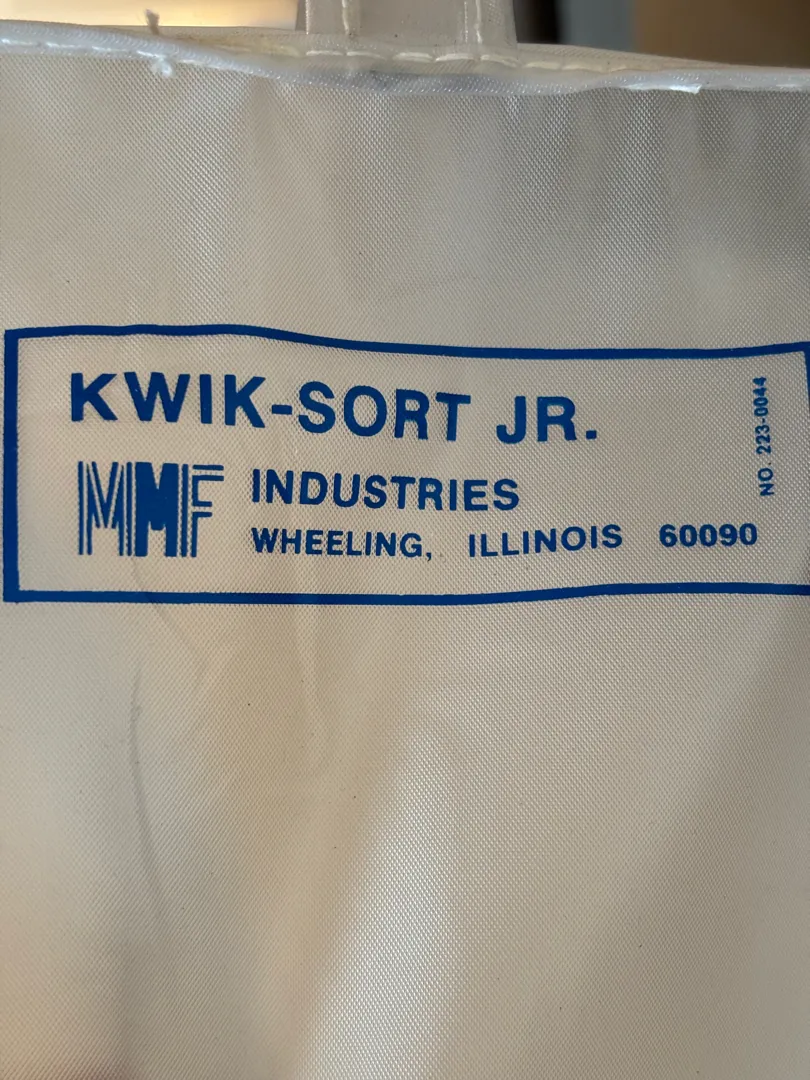 KWIK-SORT JR.
MMF INDUSTRIES
WHEELING, ILLINOIS 60090
NO. 223-0044